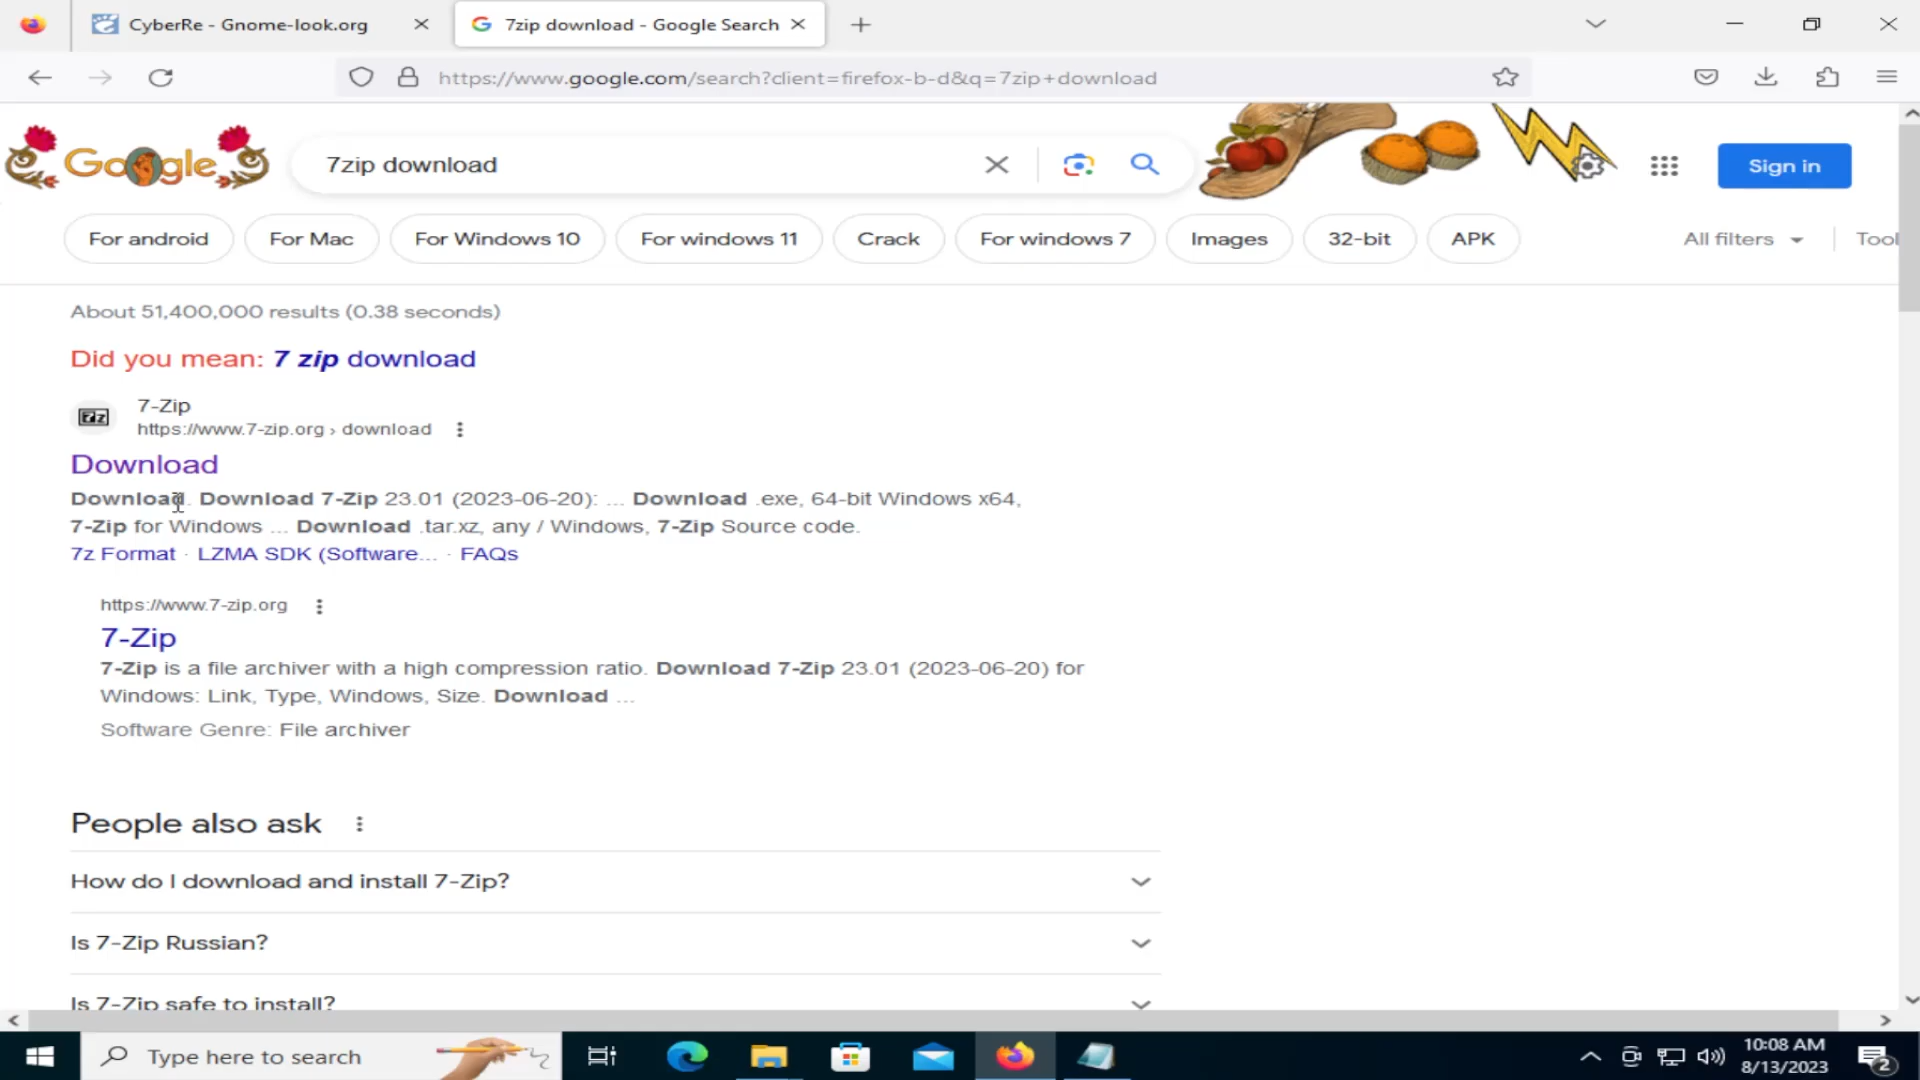 CyberRe - Gnome-look.org
7zip download - Google Search
https://www.google.com/search?client=firefox-b-d&q=7zip+download
Google
7zip download
Sign in
For android
For Mac
For Windows 10
For windows 11
Crack
For windows 7
Images
32-bit
APK
All filters
Tool
About 51,400,000 results (0.38 seconds)
Did you mean: 7 zip download
7z
7-Zip
https://www.7-zip.org › download
Download
Download. Download 7-Zip 23.01 (2023-06-20): ... Download .exe, 64-bit Windows x64,
7-Zip for Windows ... Download .tar.xz, any / Windows, 7-Zip Source code.
7z Format · LZMA SDK (Software... · FAQs
https://www.7-zip.org
7-Zip
7-Zip is a file archiver with a high compression ratio. Download 7-Zip 23.01 (2023-06-20) for
Windows: Link, Type, Windows, Size. Download ...
Software Genre: File archiver
People also ask
How do I download and install 7-Zip?
Is 7-Zip Russian?
Is 7-Zip safe to install?
Type here to search
10:08 AM
8/13/2023
2